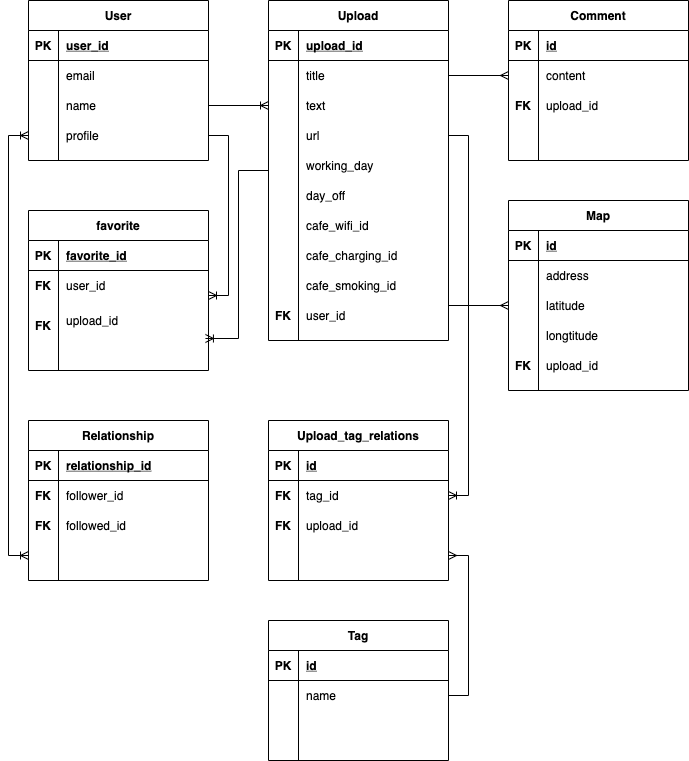 User
PK user_id
email
name
profile
Upload
PK upload_id
title
text
url
working_day
day_off
cafe_wifi_id
cafe_charging_id
cafe_smoking_id
FK user_id
Comment
PK id
content
FK upload_id
favorite
PK favorite_id
FK user_id
FK upload_id
Map
PK id
address
latitude
longtitude
FK upload_id
Relationship
PK relationship_id
FK follower_id
FK followed_id
Upload_tag_relations
PK id
FK tag_id
FK upload_id
Tag
PK id
name